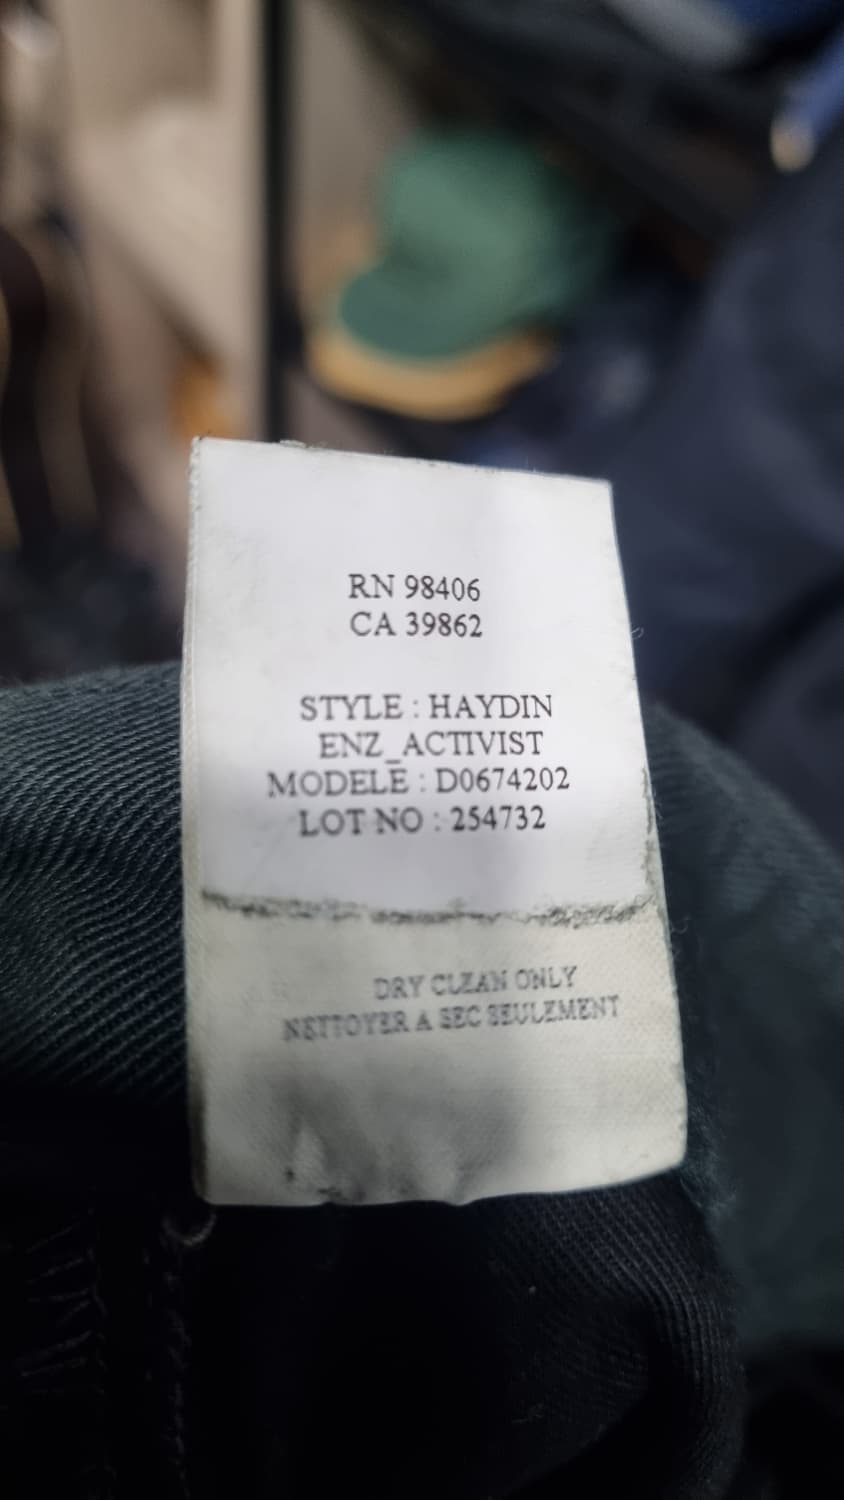 RN 98406
CA 39862
STYLE : HAYDIN
ENZ_ACTIVIST
MODELE : D0674202
LOT NO : 254732
DRY CLEAN ONLY
NETTOYER A SEC SEULEMENT